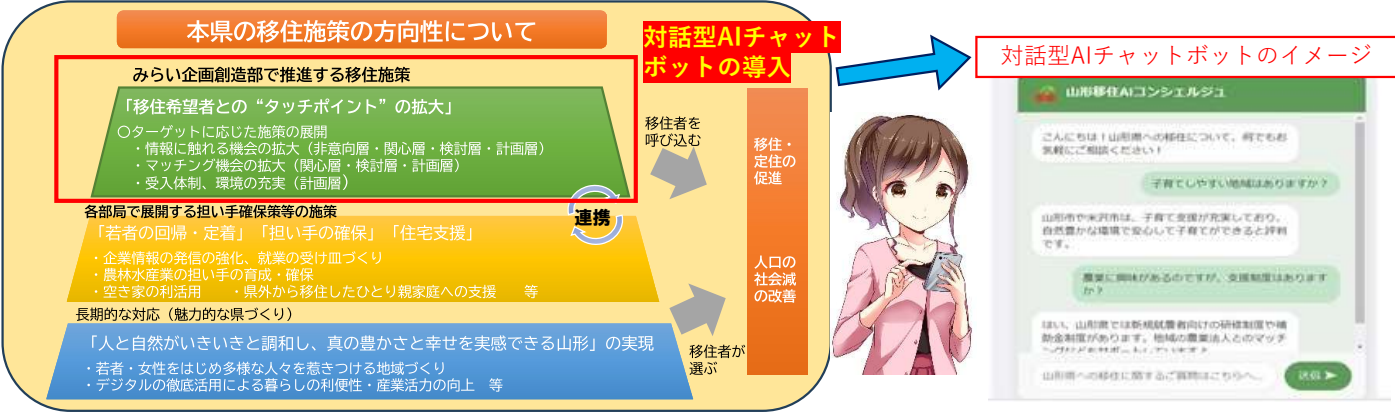 本県の移住施策の方向性について
みらい企画創造部で推進する移住施策
「移住希望者との“タッチポイント”の拡大」
○ターゲットに応じた施策の展開
・情報に触れる機会の拡大（非意向層・関心層・検討層・計画層）
・マッチング機会の拡大（関心層・検討層・計画層）
・受入体制、環境の充実（計画層）
連携
各部局で展開する担い手確保策等の施策
「若者の回帰・定着」「担い手の確保」「住宅支援」
・企業情報の発信の強化、就業の受け皿づくり
・農林水産業の担い手の育成・確保
・空き家の利活用　　・県外から移住したひとり親家庭への支援　　等
長期的な対応（魅力的な県づくり）
「人と自然がいきいきと調和し、真の豊かさと幸せを実感できる山形」の実現
・若者・女性をはじめ多様な人々を惹きつける地域づくり
・デジタルの徹底活用による暮らしの利便性・産業活力の向上　等
対話型AIチャット
ボットの導入
移住者を
呼び込む
移住者が
選ぶ
移住・
定住の
促進
人口の
社会減
の改善
対話型AIチャットボットのイメージ
山形移住AIコンシェルジュ
こんにちは！山形県への移住について、何でもお
気軽にご相談ください！
子育てしやすい地域はありますか？
山形市や米沢市は、子育て支援が充実しており、
自然豊かな環境で安心して子育てができると評判
です。
農業に興味があるのですが、支援制度はあります
か？
はい、山形県では新規就農者向けの研修制度や補
助金制度があります。地域の農業法人とのマッチ
ングなどもサポートしていますよ
山形県への移住に関するご質問はこちらへ...
送信 ➤